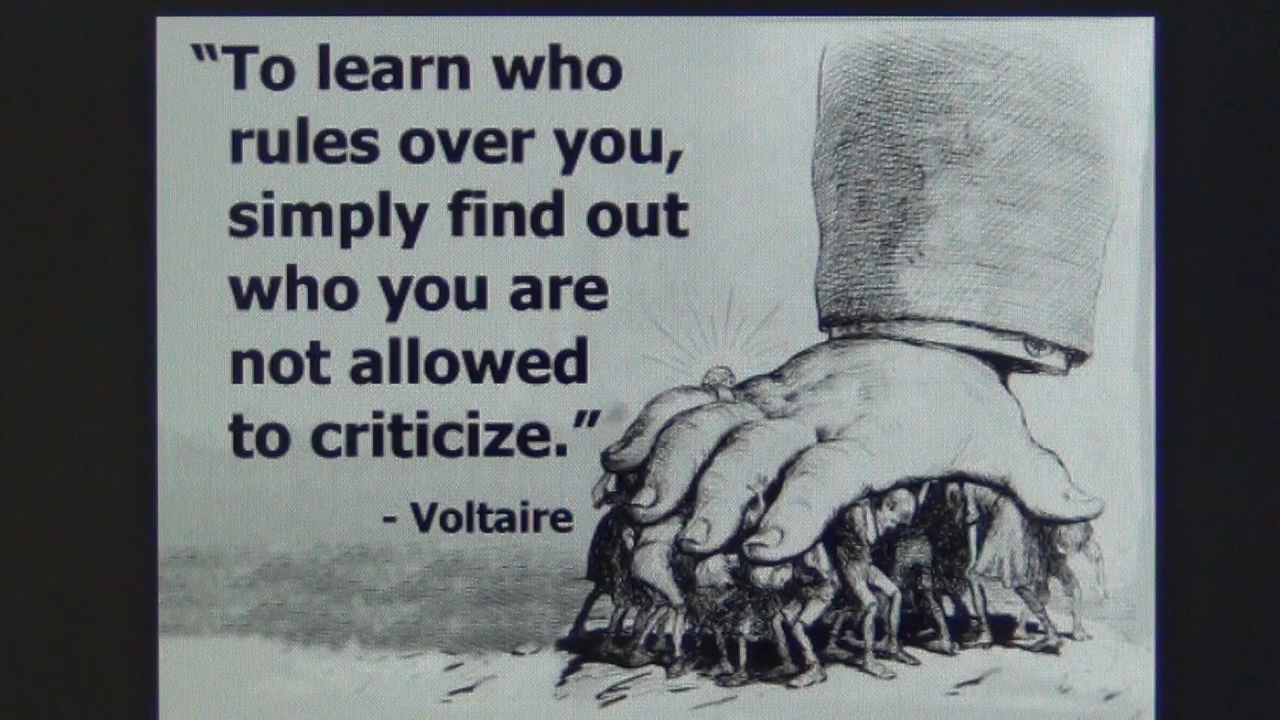 “To learn who
rules over you,
simply find out
who you are
not allowed
to criticize.”
- Voltaire